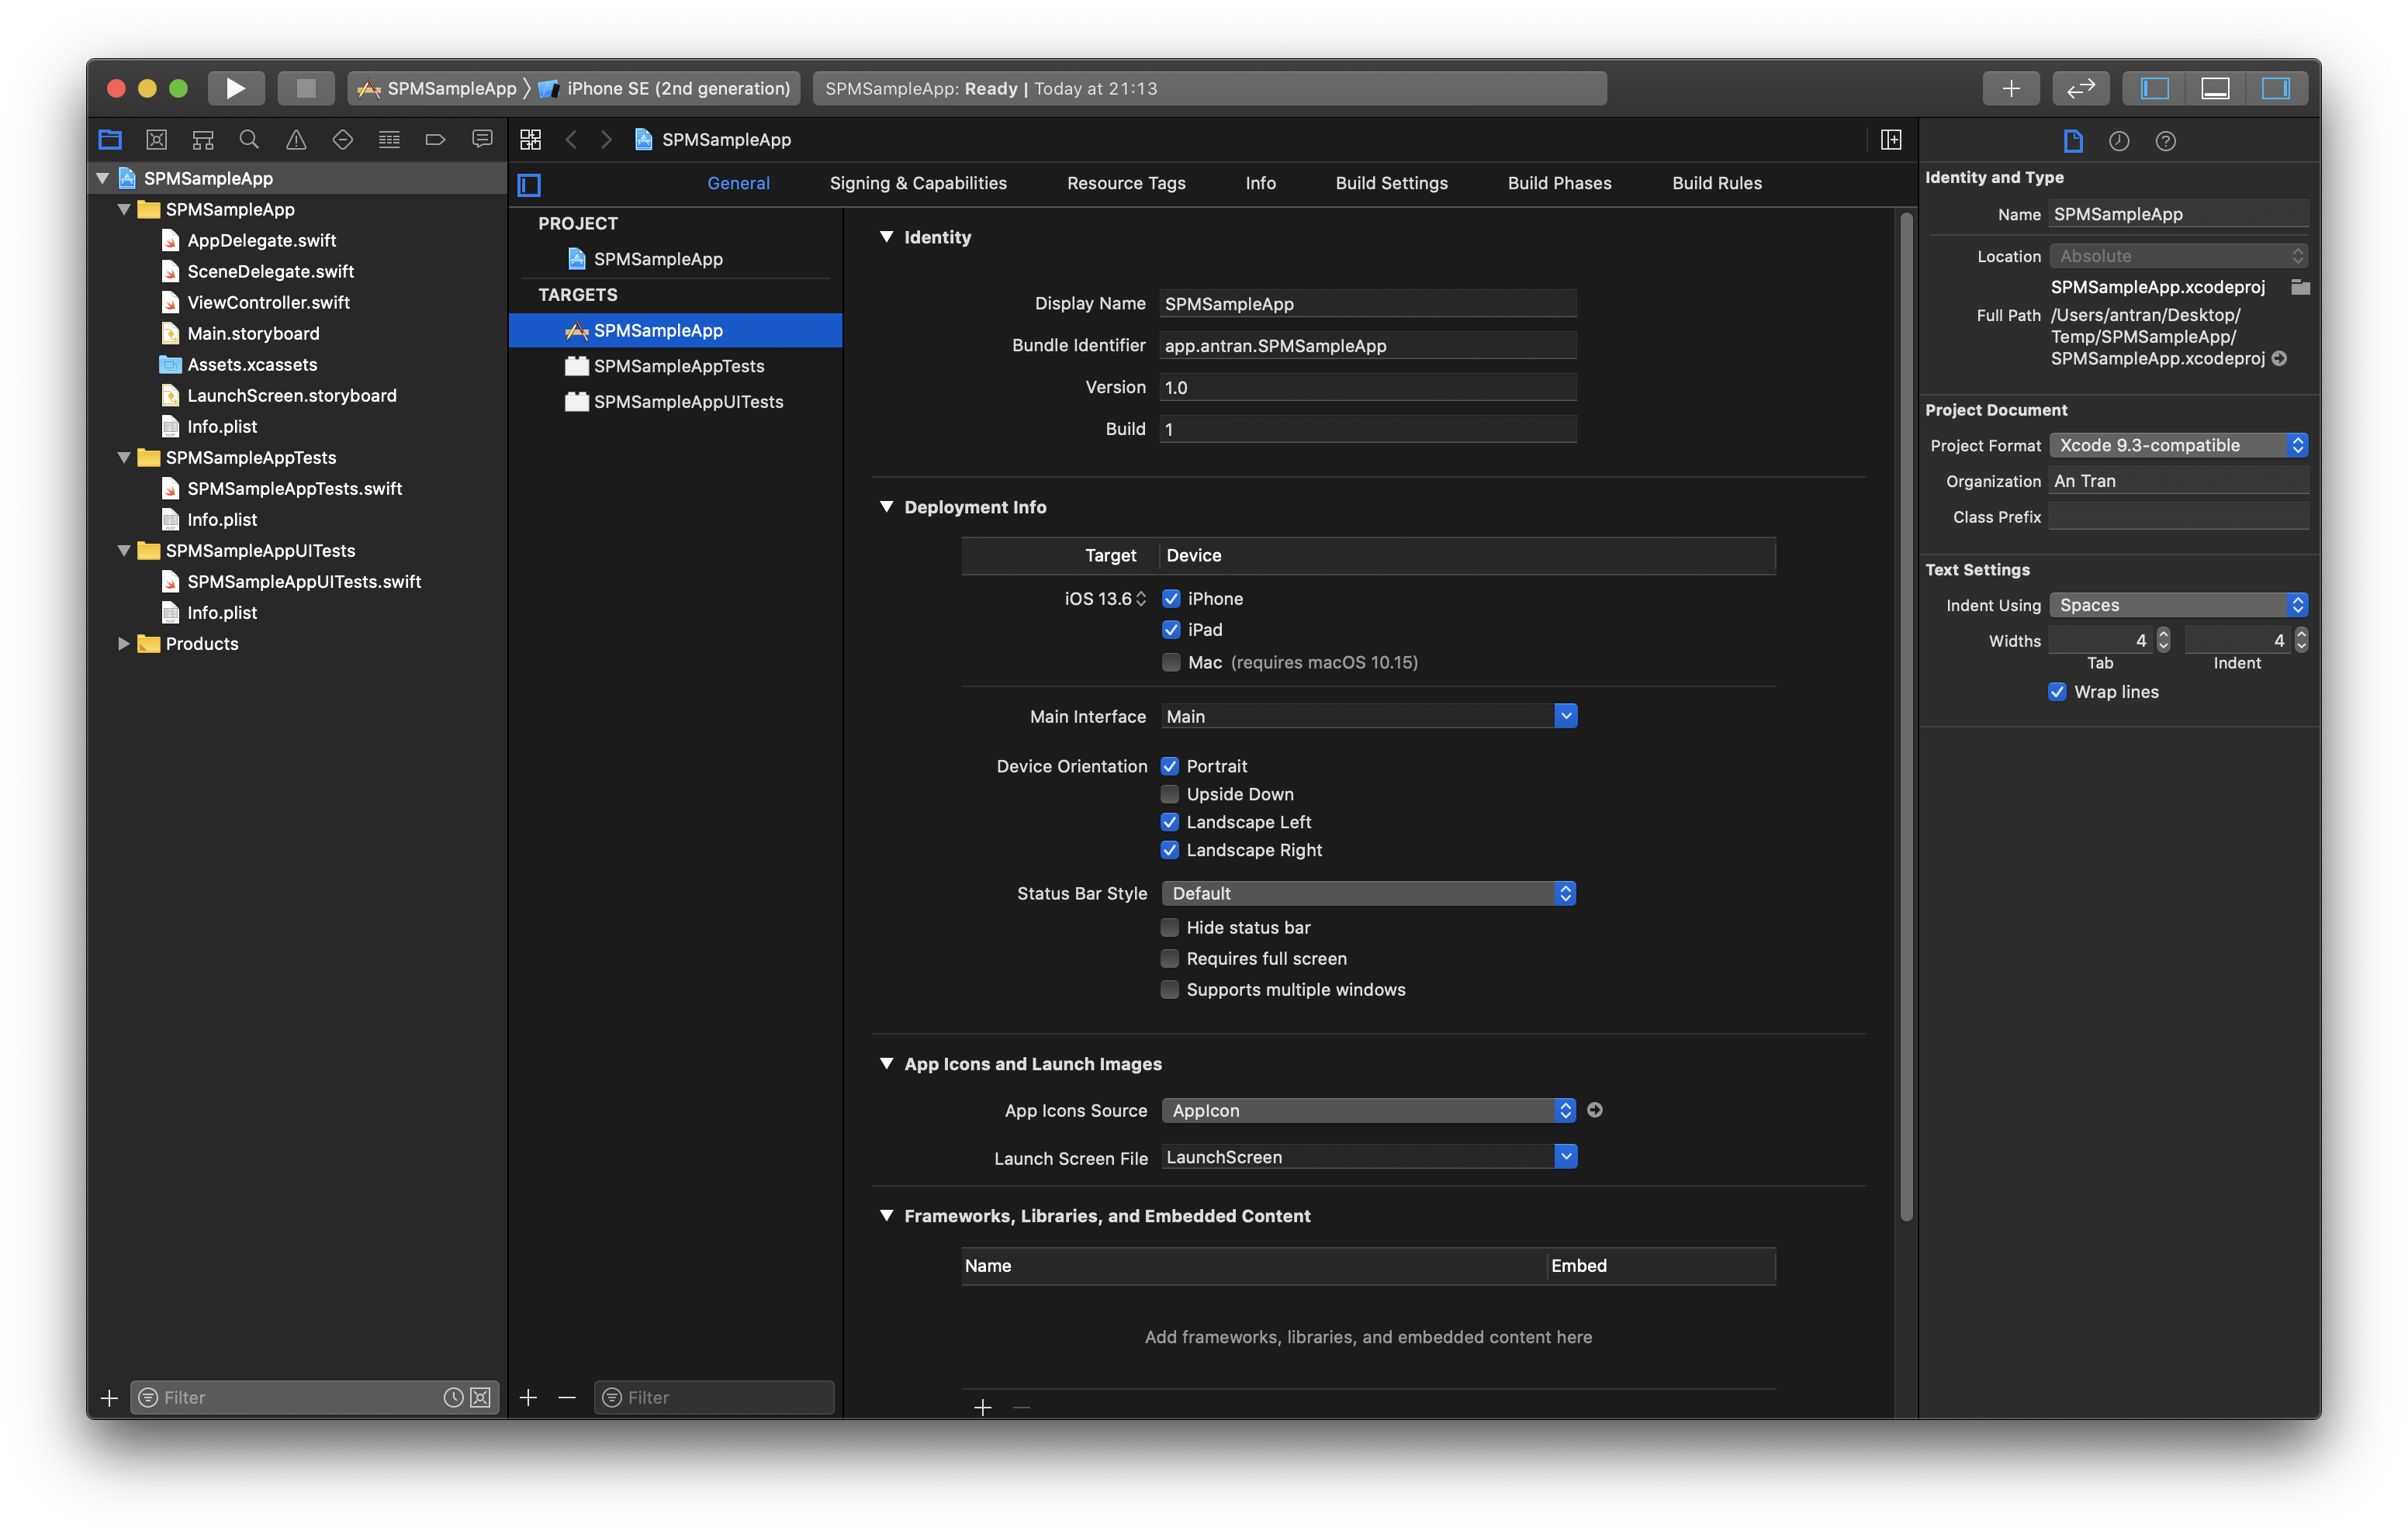 SPMSampleApp 〉 iPhone SE (2nd generation)
SPMSampleApp: Ready | Today at 21:13
SPMSampleApp
SPMSampleApp
AppDelegate.swift
SceneDelegate.swift
ViewController.swift
Main.storyboard
Assets.xcassets
LaunchScreen.storyboard
Info.plist
SPMSampleAppTests
SPMSampleAppTests.swift
Info.plist
SPMSampleAppUITests
SPMSampleAppUITests.swift
Info.plist
Products
Filter
SPMSampleApp
General Signing & Capabilities Resource Tags Info Build Settings Build Phases Build Rules
PROJECT
SPMSampleApp
TARGETS
SPMSampleApp
SPMSampleAppTests
SPMSampleAppUITests
Filter
Identity
Display Name SPMSampleApp
Bundle Identifier app.antran.SPMSampleApp
Version 1.0
Build 1
Deployment Info
Target Device
iOS 13.6 iPhone
iPad
Mac (requires macOS 10.15)
Main Interface Main
Device Orientation Portrait
Upside Down
Landscape Left
Landscape Right
Status Bar Style Default
Hide status bar
Requires full screen
Supports multiple windows
App Icons and Launch Images
App Icons Source AppIcon
Launch Screen File LaunchScreen
Frameworks, Libraries, and Embedded Content
Name Embed
Add frameworks, libraries, and embedded content here
Identity and Type
Name SPMSampleApp
Location Absolute
SPMSampleApp.xcodeproj
Full Path /Users/antran/Desktop/
Temp/SPMSampleApp/
SPMSampleApp.xcodeproj
Project Document
Project Format Xcode 9.3-compatible
Organization An Tran
Class Prefix
Text Settings
Indent Using Spaces
Widths 4 4
Tab Indent
Wrap lines